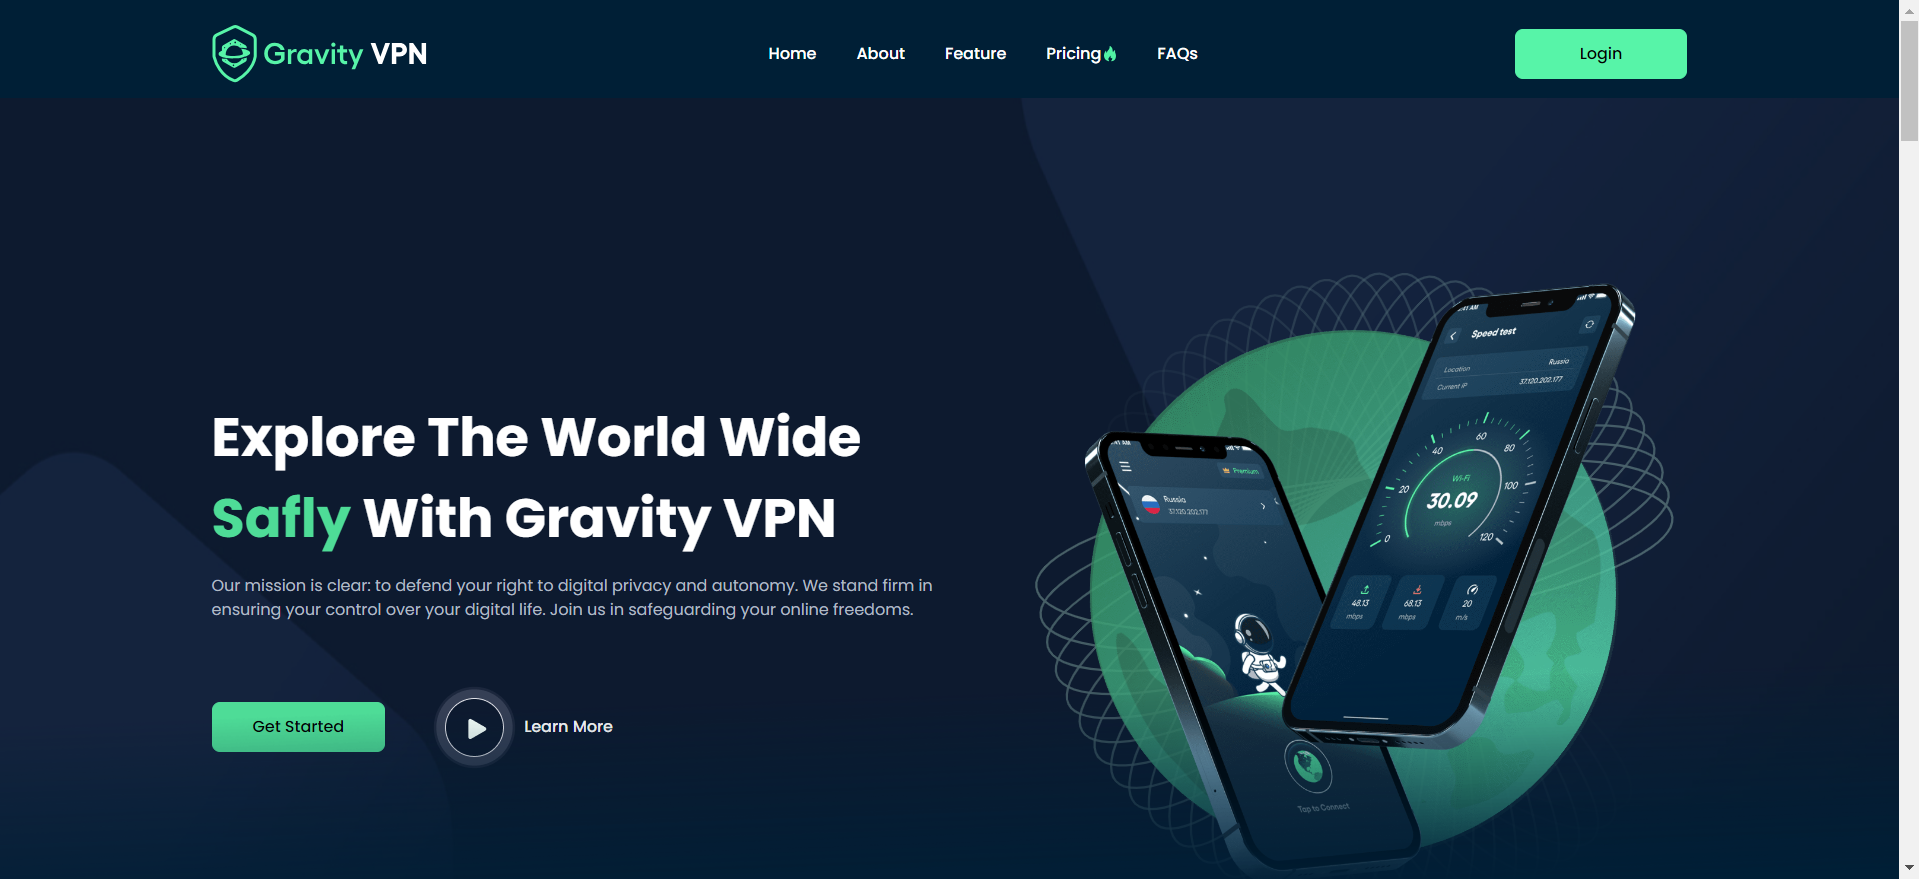 Gravity VPN
Home
About
Feature
Pricing
FAQs
Login
Explore The World Wide
Safly With Gravity VPN
Our mission is clear: to defend your right to digital privacy and autonomy. We stand firm in
ensuring your control over your digital life. Join us in safeguarding your online freedoms.
Get Started
Learn More
Premium
Russia
37.120.202.177
Tap to Connect
Speed test
Location Russia
Current IP 37.120.202.177
0
20
40
60
80
100
120
Wi-Fi
30.09
mbps
48.13
mbps
68.13
mbps
20
m/s